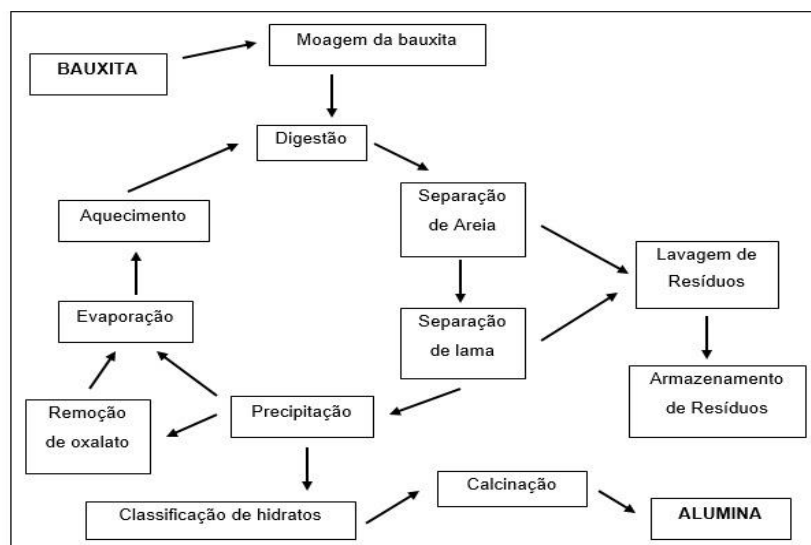 BAUXITA
Moagem da bauxita
Digestão
Aquecimento
Separação
de Areia
Lavagem de
Resíduos
Evaporação
Separação
de lama
Armazenamento
de Resíduos
Remoção
de oxalato
Precipitação
Classificação de hidratos
Calcinação
ALUMINA